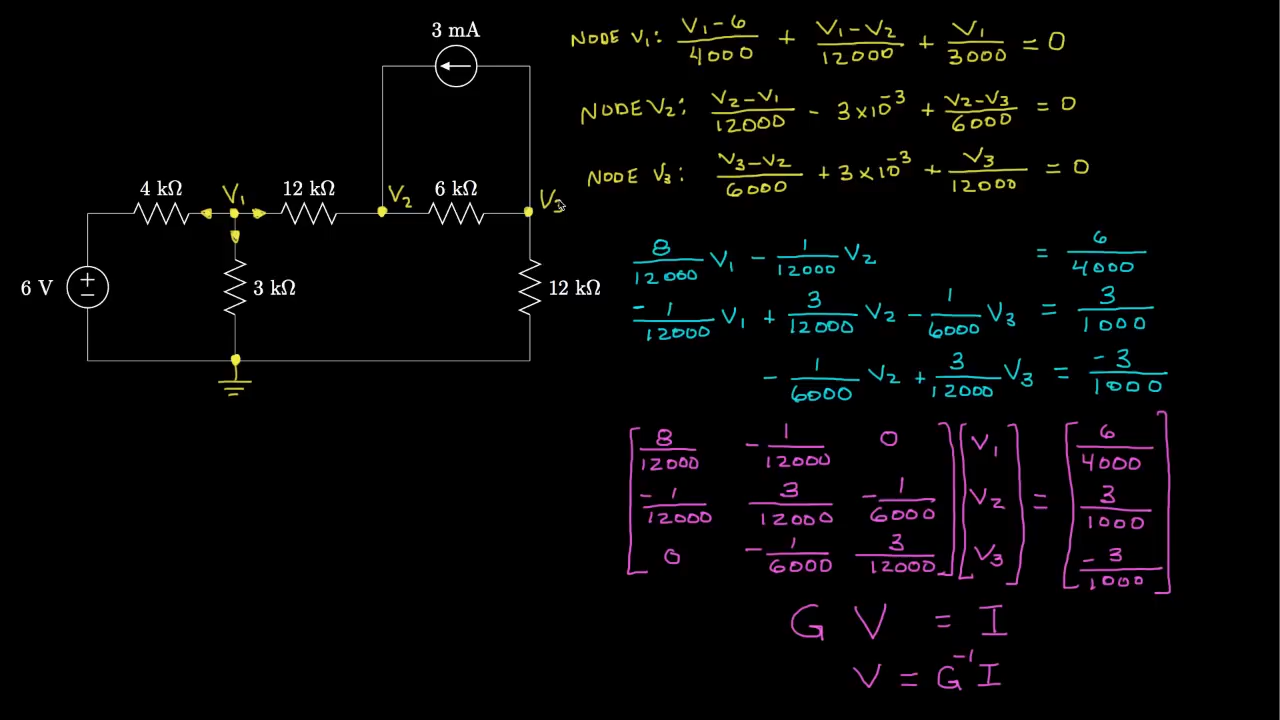 3 mA
4 kΩ
V₁
12 kΩ
V₂
6 kΩ
V₃
6 V
+
−
3 kΩ
12 kΩ
NODE V₁: (V₁ − 6)/4000 + (V₁ − V₂)/12000 + V₁/3000 = 0
NODE V₂: (V₂ − V₁)/12000 − 3 × 10⁻³ + (V₂ − V₃)/6000 = 0
NODE V₃: (V₃ − V₂)/6000 + 3 × 10⁻³ + V₃/12000 = 0
8/12000 V₁ − 1/12000 V₂ = 6/4000
−1/12000 V₁ + 3/12000 V₂ − 1/6000 V₃ = 3/1000
−1/6000 V₂ + 3/12000 V₃ = −3/1000
[8/12000 −1/12000 0] [V₁] [6/4000]
[−1/12000 3/12000 −1/6000] [V₂] = [3/1000]
[0 −1/6000 3/12000] [V₃] [−3/1000]
G V = I
V = G⁻¹I